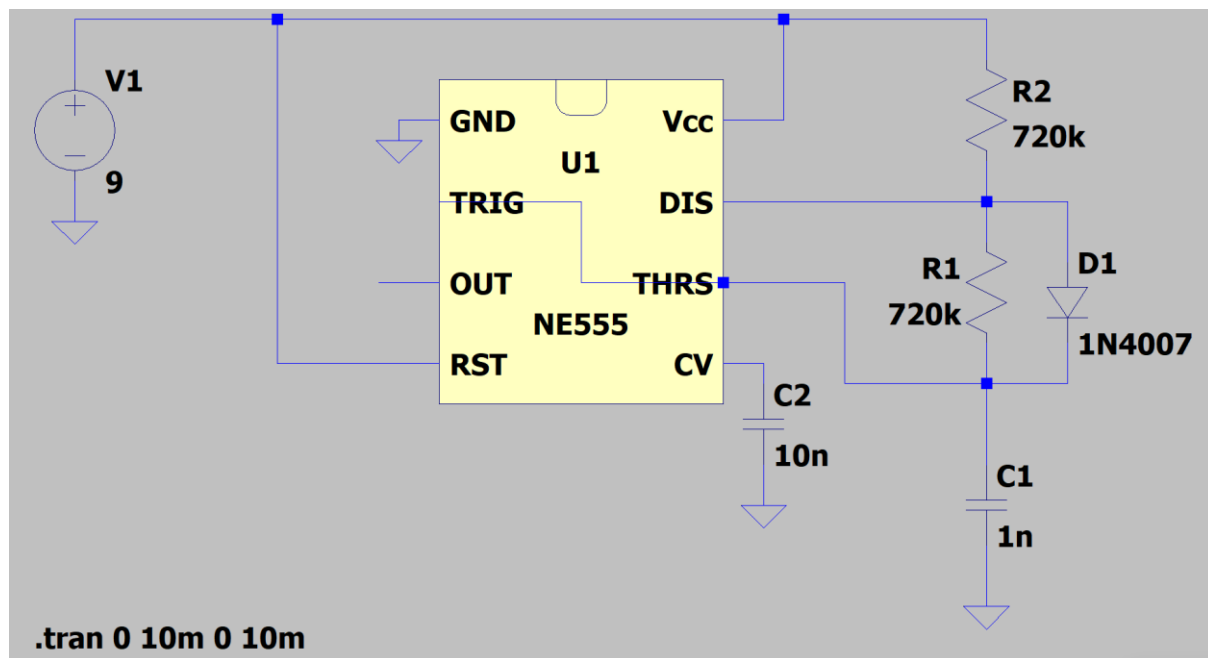 V1
9
GND
Vcc
U1
TRIG
DIS
OUT
THRS
NE555
RST
CV
R2
720k
R1
720k
D1
1N4007
C2
10n
C1
1n
.tran 0 10m 0 10m